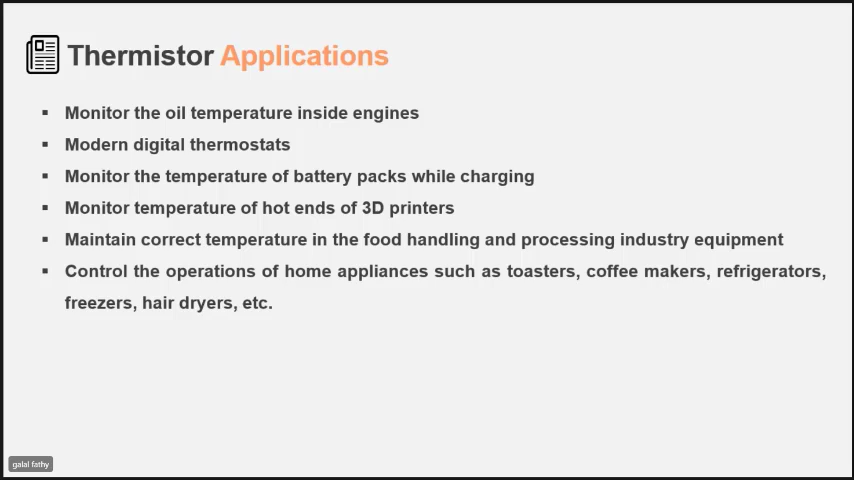 Thermistor Applications
▪ Monitor the oil temperature inside engines
▪ Modern digital thermostats
▪ Monitor the temperature of battery packs while charging
▪ Monitor temperature of hot ends of 3D printers
▪ Maintain correct temperature in the food handling and processing industry equipment
▪ Control the operations of home appliances such as toasters, coffee makers, refrigerators,
freezers, hair dryers, etc.
galal fathy